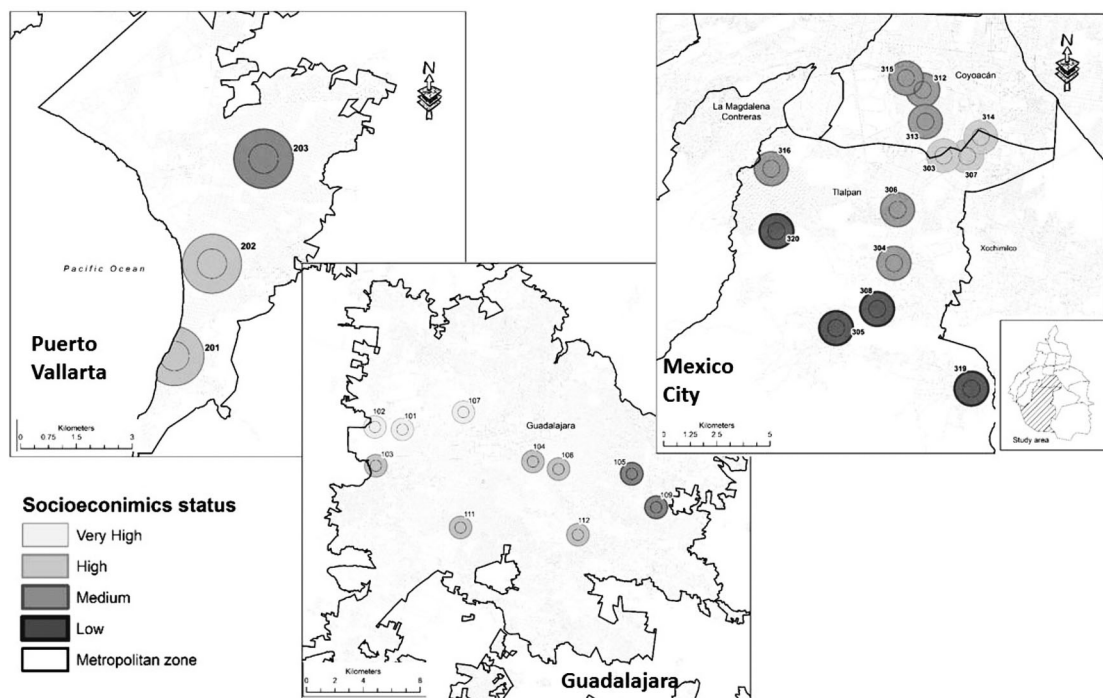 N
203
202
201
Pacific Ocean
Puerto
Vallarta
Kilometers
0 0.75 1.5 3
N
315
312
Coyoacán
La Magdalena
Contreras
314
313
316
303
307
Tlalpan
306
320
Xochimilco
304
308
305
319
Mexico
City
Kilometers
0 1.25 2.5 5
Study area
107
102
101
Guadalajara
103
104
106
105
109
111
112
Kilometers
0 2 4 8
Guadalajara
Socioeconimics status
Very High
High
Medium
Low
Metropolitan zone